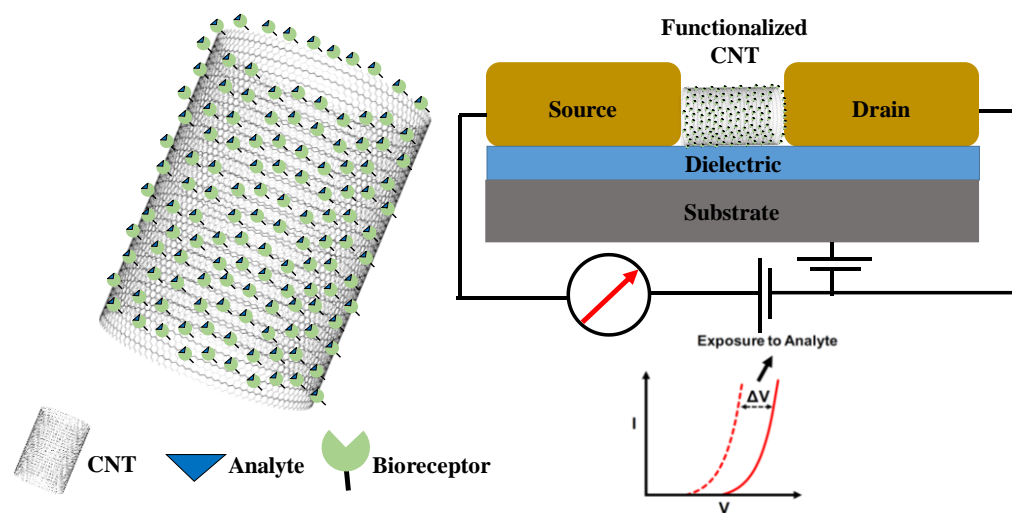 Functionalized
CNT
Source
Drain
Dielectric
Substrate
Exposure to Analyte
ΔV
I
V
CNT
Analyte
Bioreceptor